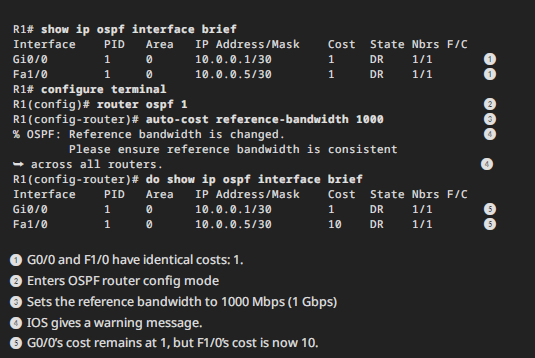 R1# show ip ospf interface brief
Interface PID Area IP Address/Mask Cost State Nbrs F/C
Gi0/0 1 0 10.0.0.1/30 1 DR 1/1 1
Fa1/0 1 0 10.0.0.5/30 1 DR 1/1 1
R1# configure terminal
R1(config)# router ospf 1 2
R1(config-router)# auto-cost reference-bandwidth 1000 3
% OSPF: Reference bandwidth is changed. 4
Please ensure reference bandwidth is consistent
➥ across all routers. 4
R1(config-router)# do show ip ospf interface brief
Interface PID Area IP Address/Mask Cost State Nbrs F/C
Gi0/0 1 0 10.0.0.1/30 1 DR 1/1 5
Fa1/0 1 0 10.0.0.5/30 10 DR 1/1 5
1 G0/0 and F1/0 have identical costs: 1.
2 Enters OSPF router config mode
3 Sets the reference bandwidth to 1000 Mbps (1 Gbps)
4 IOS gives a warning message.
5 G0/0's cost remains at 1, but F1/0's cost is now 10.